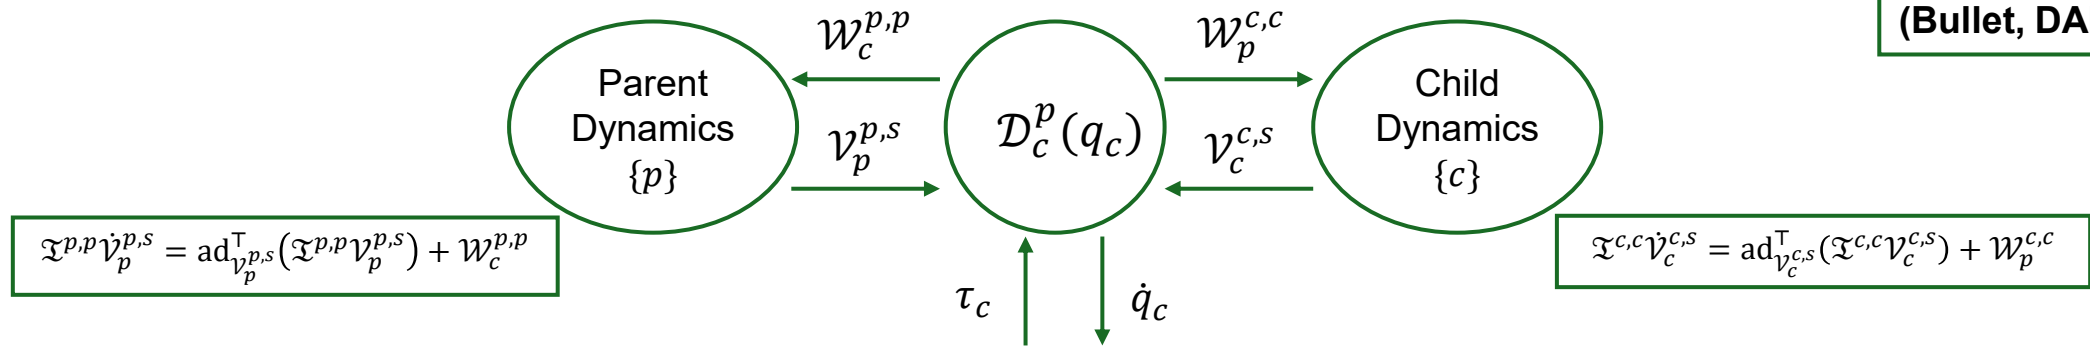 (Bullet, DA
𝒲_c^{p,p}
𝒲_p^{c,c}
Parent
Dynamics
{p}
𝒱_p^{p,s}
𝒟_c^p(q_c)
𝒱_c^{c,s}
Child
Dynamics
{c}
𝔗^{p,p} 𝒱̇_p^{p,s} = ad^⊤_{𝒱_p^{p,s}}(𝔗^{p,p} 𝒱_p^{p,s}) + 𝒲_c^{p,p}
𝔗^{c,c} 𝒱̇_c^{c,s} = ad^⊤_{𝒱_c^{c,s}}(𝔗^{c,c} 𝒱_c^{c,s}) + 𝒲_p^{c,c}
τ_c
q̇_c